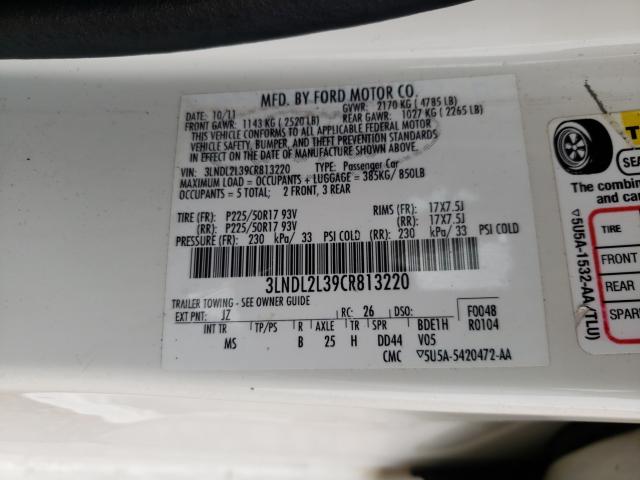 MFD. BY FORD MOTOR CO.
DATE: 10/11 GVWR: 2170 KG ( 4785 LB)
FRONT GAWR: 1143 KG ( 2520 LB) REAR GAWR: 1027 KG ( 2265 LB)
THIS VEHICLE CONFORMS TO ALL APPLICABLE FEDERAL MOTOR
VEHICLE SAFETY, BUMPER, AND THEFT PREVENTION STANDARDS
IN EFFECT ON THE DATE OF MANUFACTURE SHOWN ABOVE.
VIN: 3LNDL2L39CR813220 TYPE: Passenger Car
MAXIMUM LOAD = OCCUPANTS + LUGGAGE = 385KG/ 850LB
OCCUPANTS = 5 TOTAL; 2 FRONT, 3 REAR
TIRE (FR): P225/50R17 93V RIMS (FR): 17X7.5J
(RR): P225/50R17 93V (RR): 17X7.5J
PRESSURE (FR): 230 kPa/ 33 PSI COLD (RR): 230 kPa/ 33 PSI COLD
3LNDL2L39CR813220
TRAILER TOWING - SEE OWNER GUIDE
EXT PNT: JZ RC: 26 DSO: F0048
INT TR TP/PS R AXLE TR SPR BDE1H R0104
MS B 25 H DD44 V05
CMC ▽5U5A-5420472-AA
SEA
The combine
and car
▽5U5A-1532-AA (TLU)
TIRE
FRONT
REAR
SPARE